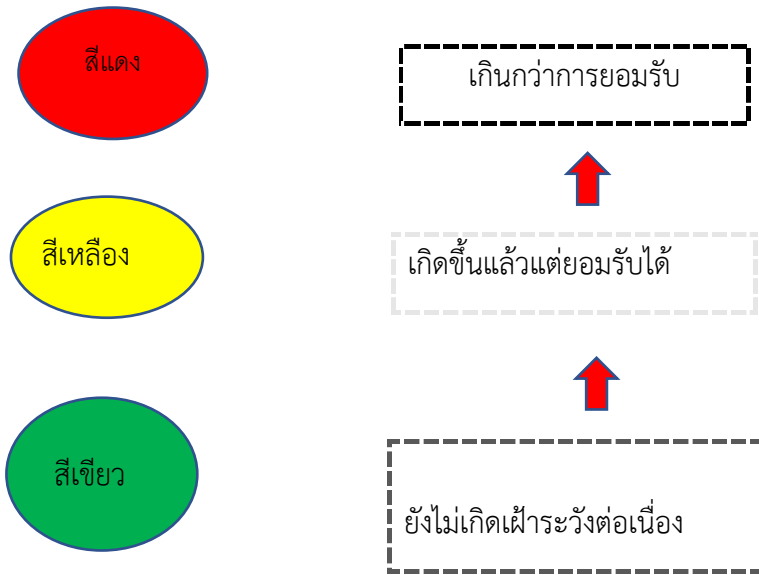 สีแดง
เกินกว่าการยอมรับ
สีเหลือง
เกิดขึ้นแล้วแต่ยอมรับได้
สีเขียว
ยังไม่เกิดเฝ้าระวังต่อเนื่อง